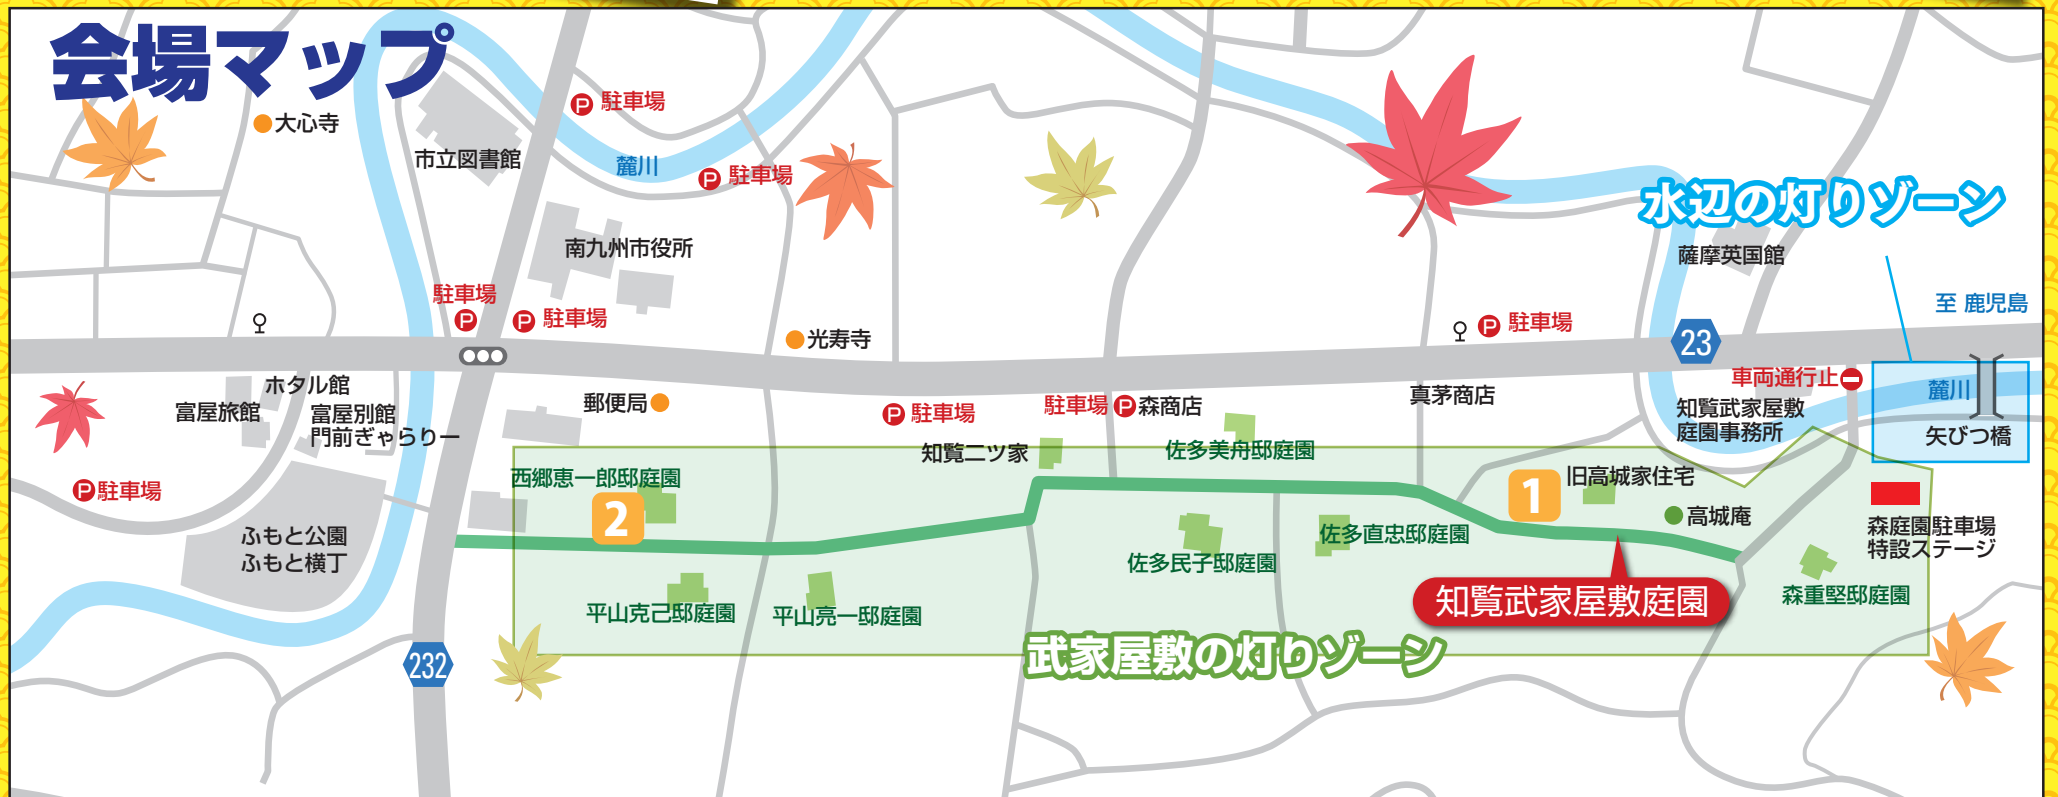 会場マップ
大心寺
市立図書館
P 駐車場
麓川
P 駐車場
水辺の灯りゾーン
南九州市役所
薩摩英国館
至 鹿児島
駐車場
P
P 駐車場
光寿寺
P 駐車場
23
ホタル館
富屋旅館
富屋別館
門前ぎゃらりー
郵便局
P 駐車場
駐車場 P 森商店
真茅商店
車両通行止
知覧武家屋敷
庭園事務所
麓川
矢びつ橋
知覧二ツ家
佐多美舟邸庭園
西郷恵一郎邸庭園
2
1
旧高城家住宅
高城庵
P 駐車場
ふもと公園
ふもと横丁
佐多民子邸庭園
佐多直忠邸庭園
森庭園駐車場
特設ステージ
平山克己邸庭園
平山亮一邸庭園
知覧武家屋敷庭園
森重堅邸庭園
武家屋敷の灯りゾーン
232